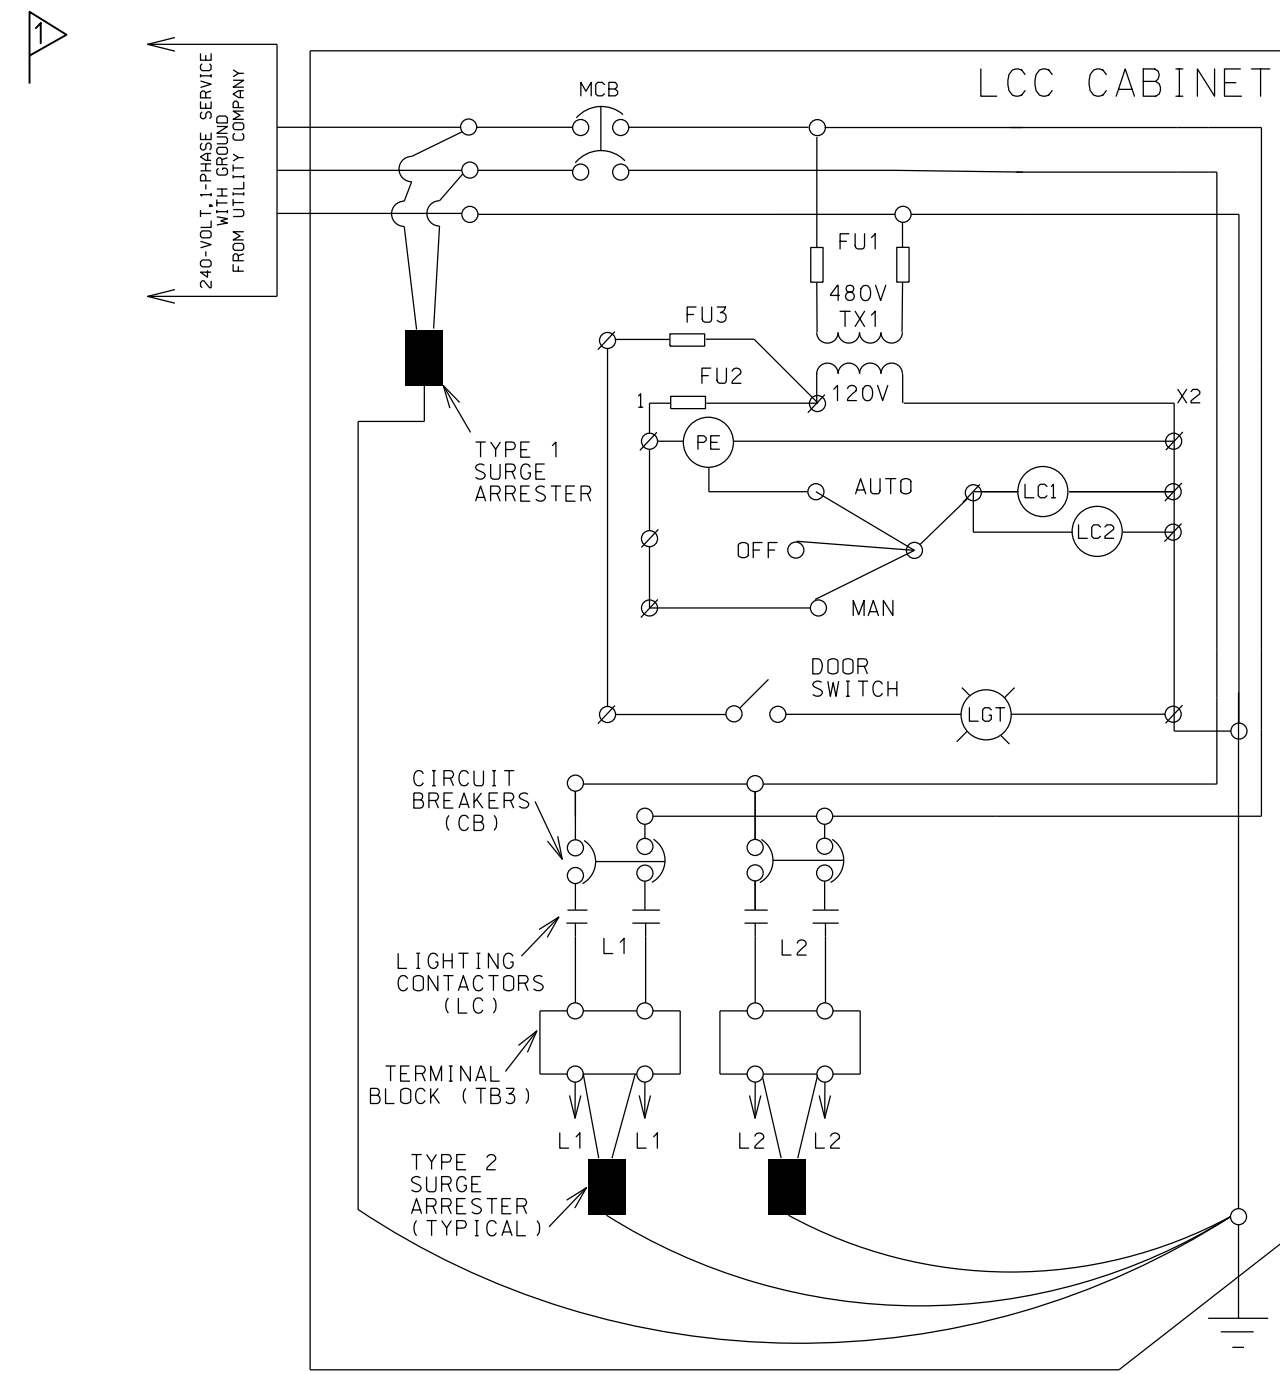 1
LCC CABINET
240-VOLT,1-PHASE SERVICE
WITH GROUND
FROM UTILITY COMPANY
MCB
FU1
480V
TX1
FU3
FU2
120V
1
X2
PE
TYPE 1
SURGE
ARRESTER
AUTO
LC1
LC2
OFF
MAN
DOOR
SWITCH
LGT
CIRCUIT
BREAKERS
(CB)
L1
L2
LIGHTING
CONTACTORS
(LC)
TERMINAL
BLOCK (TB3)
L1
L1
L2
L2
TYPE 2
SURGE
ARRESTER
(TYPICAL)